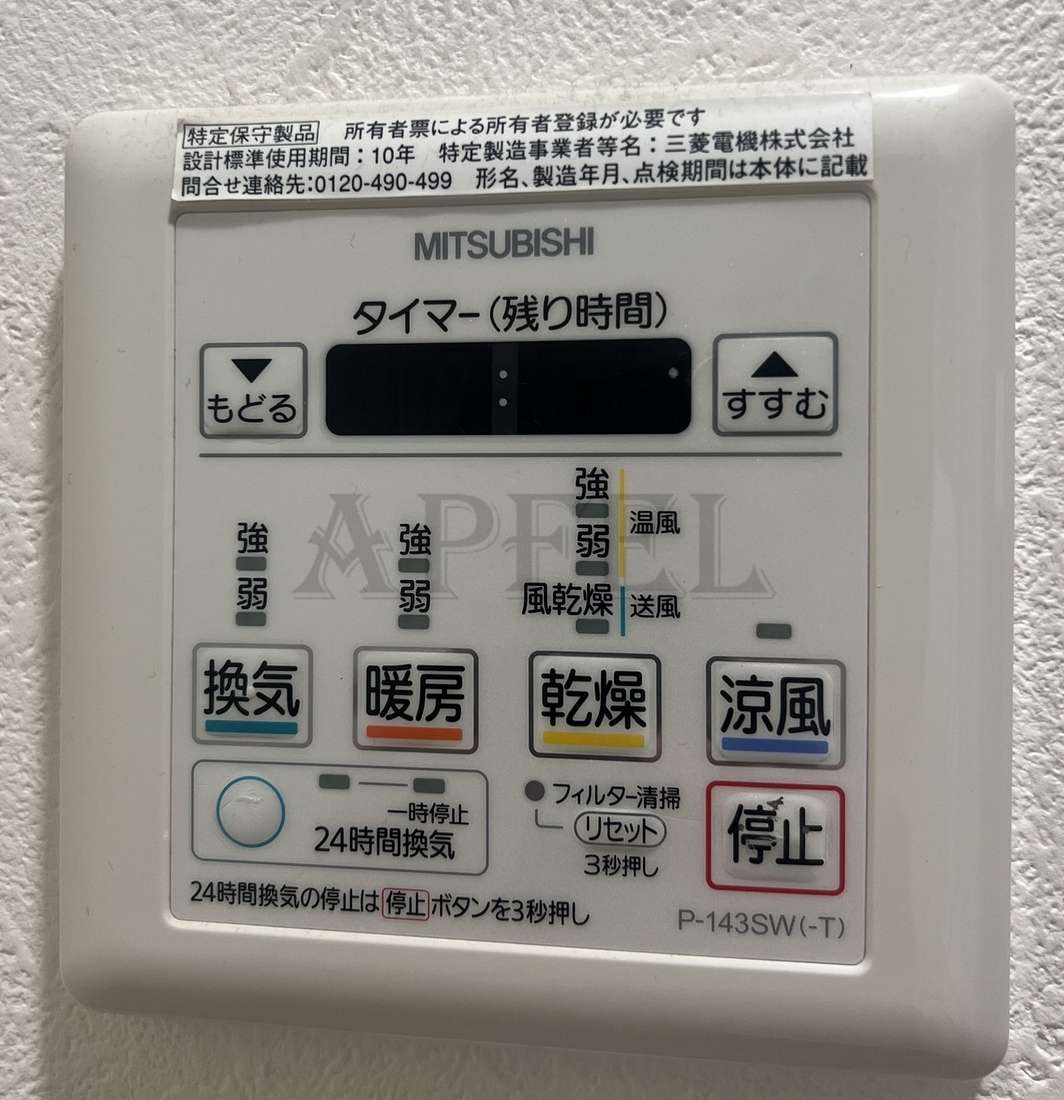 特定保守製品 所有者票による所有者登録が必要です
設計標準使用期間:10年 特定製造事業者等名:三菱電機株式会社
問合せ連絡先:0120-490-499 形名、製造年月、点検期間は本体に記載
MITSUBISHI
タイマー(残り時間)
▼ ▲
もどる : すすむ
強
温風
強 強 弱
弱 弱 風乾燥 送風
APEEL
換気 暖房 乾燥 涼風
一時停止
24時間換気
フィルター清掃
リセット
3秒押し
停止
24時間換気の停止は停止ボタンを3秒押し
P-143SW(-T)